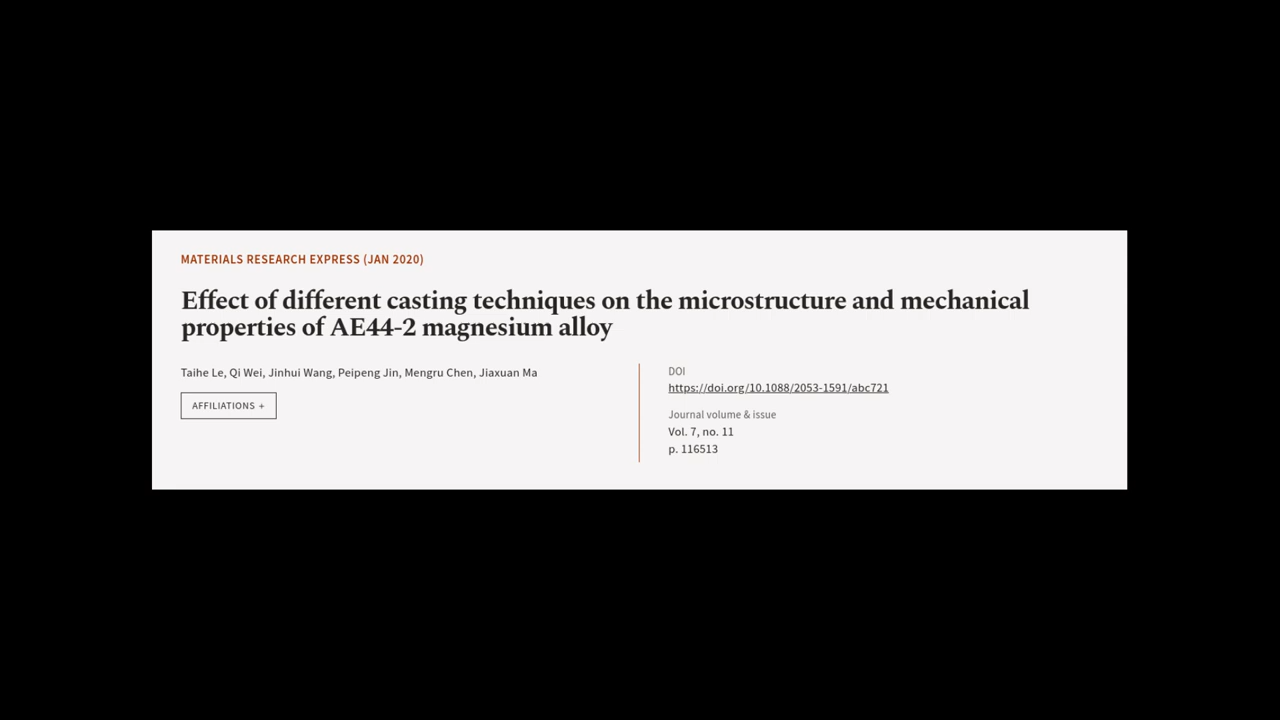 MATERIALS RESEARCH EXPRESS (JAN 2020)
Effect of different casting techniques on the microstructure and mechanical
properties of AE44-2 magnesium alloy
Taihe Le, Qi Wei, Jinhui Wang, Peipeng Jin, Mengru Chen, Jiaxuan Ma
AFFILIATIONS +
DOI
https://doi.org/10.1088/2053-1591/abc721
Journal volume & issue
Vol. 7, no. 11
p. 116513